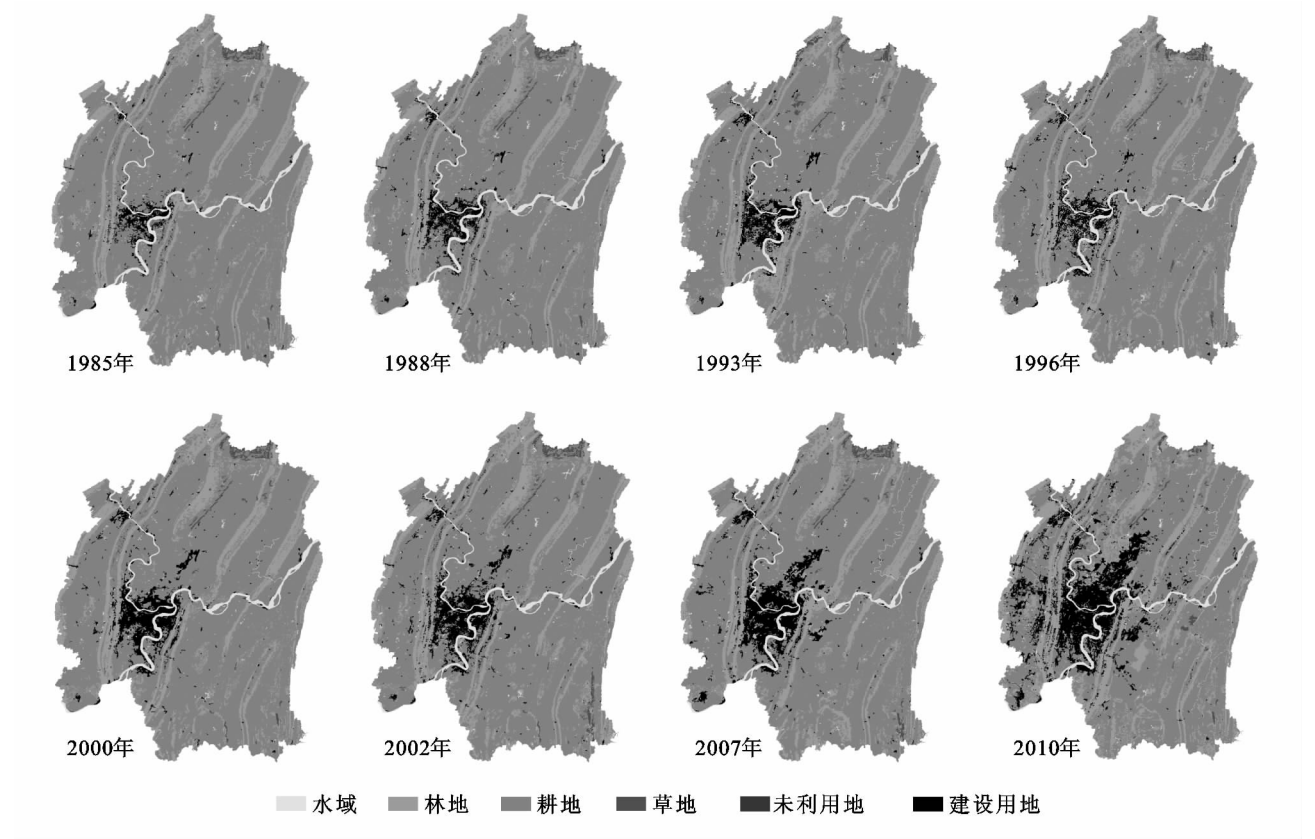 1985年 1988年 1993年 1996年
2000年 2002年 2007年 2010年
水域 林地 耕地 草地 未利用地 建设用地